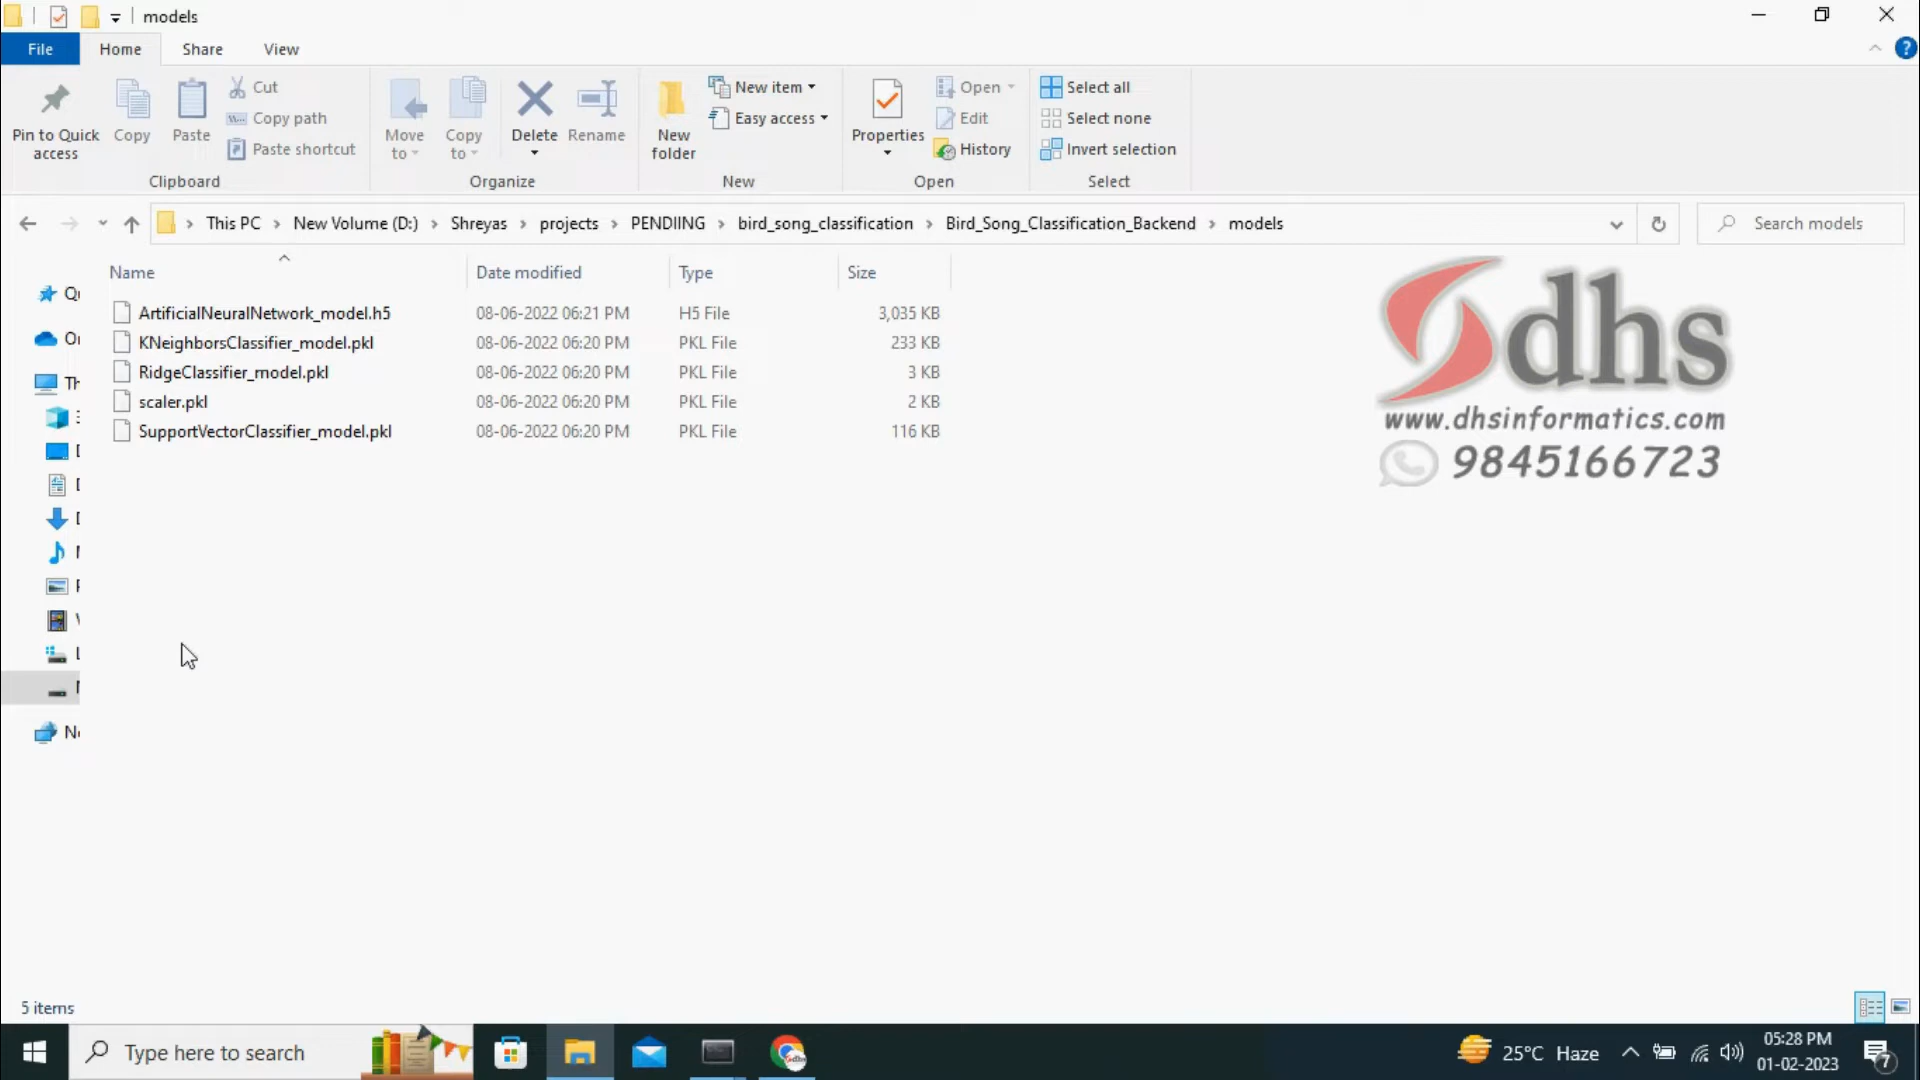 models
File Home Share View
Pin to Quick access
Copy
Paste
Cut
Copy path
Paste shortcut
Clipboard
Move to
Copy to
Delete
Rename
Organize
New folder
New item
Easy access
New
Properties
Open
Edit
History
Open
Select all
Select none
Invert selection
Select
This PC > New Volume (D:) > Shreyas > projects > PENDIING > bird_song_classification > Bird_Song_Classification_Backend > models
Search models
Name Date modified Type Size
ArtificialNeuralNetwork_model.h5 08-06-2022 06:21 PM H5 File 3,035 KB
KNeighborsClassifier_model.pkl 08-06-2022 06:20 PM PKL File 233 KB
RidgeClassifier_model.pkl 08-06-2022 06:20 PM PKL File 3 KB
scaler.pkl 08-06-2022 06:20 PM PKL File 2 KB
SupportVectorClassifier_model.pkl 08-06-2022 06:20 PM PKL File 116 KB
dhs
www.dhsinformatics.com
9845166723
5 items
Type here to search
25°C Haze
05:28 PM
01-02-2023
7